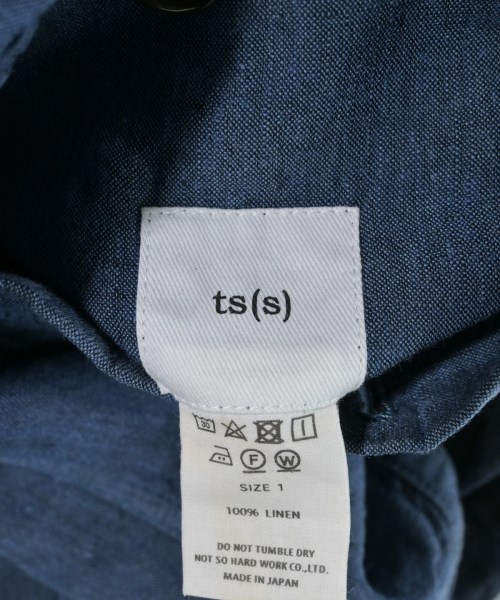 ts(s)
30
F W
SIZE 1
100% LINEN
DO NOT TUMBLE DRY
NOT SO HARD WORK CO.,LTD.
MADE IN JAPAN